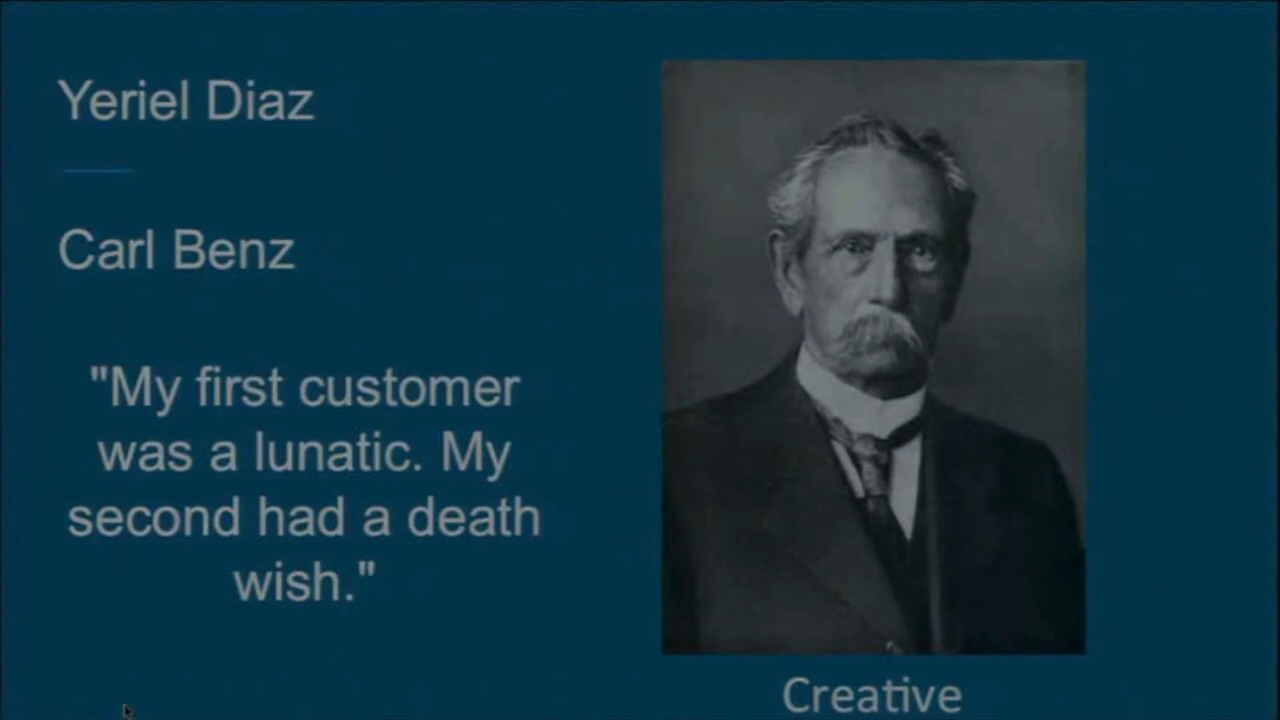 Yeriel Diaz
Carl Benz
"My first customer
was a lunatic. My
second had a death
wish."
Creative